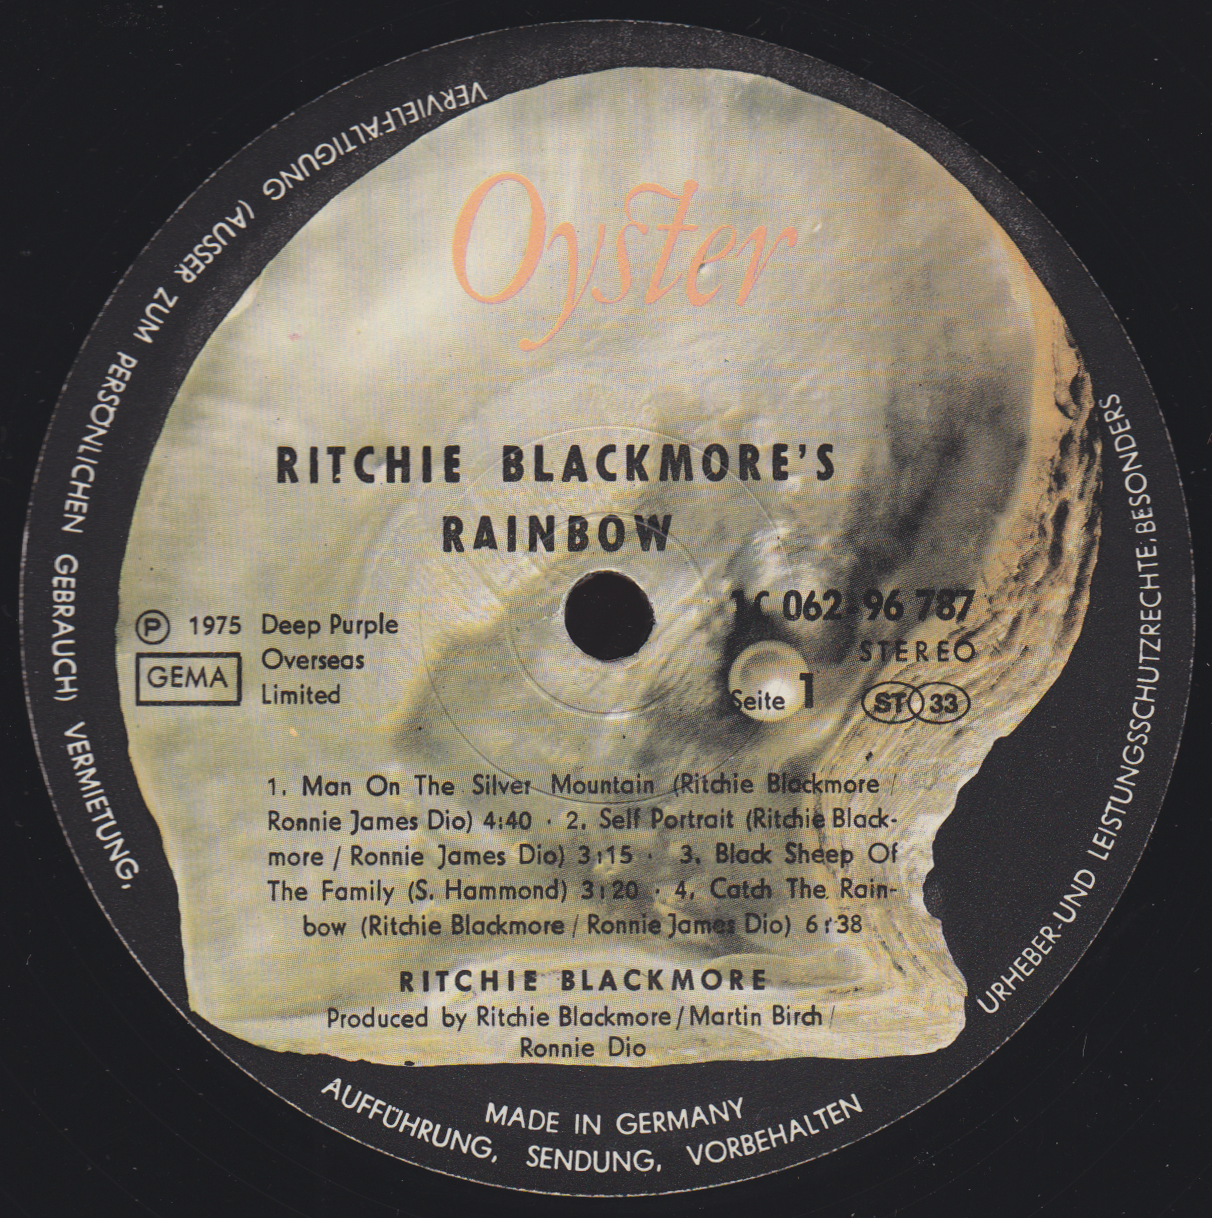 Oyster
RITCHIE BLACKMORE'S
RAINBOW
Ⓟ 1975 Deep Purple
Overseas
Limited
GEMA
1C 062-96 787
STEREO
Seite 1
ST 33
1. Man On The Silver Mountain (Ritchie Blackmore /
Ronnie James Dio) 4:40 · 2. Self Portrait (Ritchie Black-
more / Ronnie James Dio) 3:15 · 3. Black Sheep Of
The Family (S. Hammond) 3:20 · 4. Catch The Rain-
bow (Ritchie Blackmore / Ronnie James Dio) 6:38
RITCHIE BLACKMORE
Produced by Ritchie Blackmore / Martin Birch /
Ronnie Dio
MADE IN GERMANY
URHEBER-UND LEISTUNGSSCHUTZRECHTE, BESONDERS
VERVIELFÄLTIGUNG (AUSSER ZUM PERSÖNLICHEN GEBRAUCH) VERMIETUNG,
AUFFÜHRUNG, SENDUNG, VORBEHALTEN